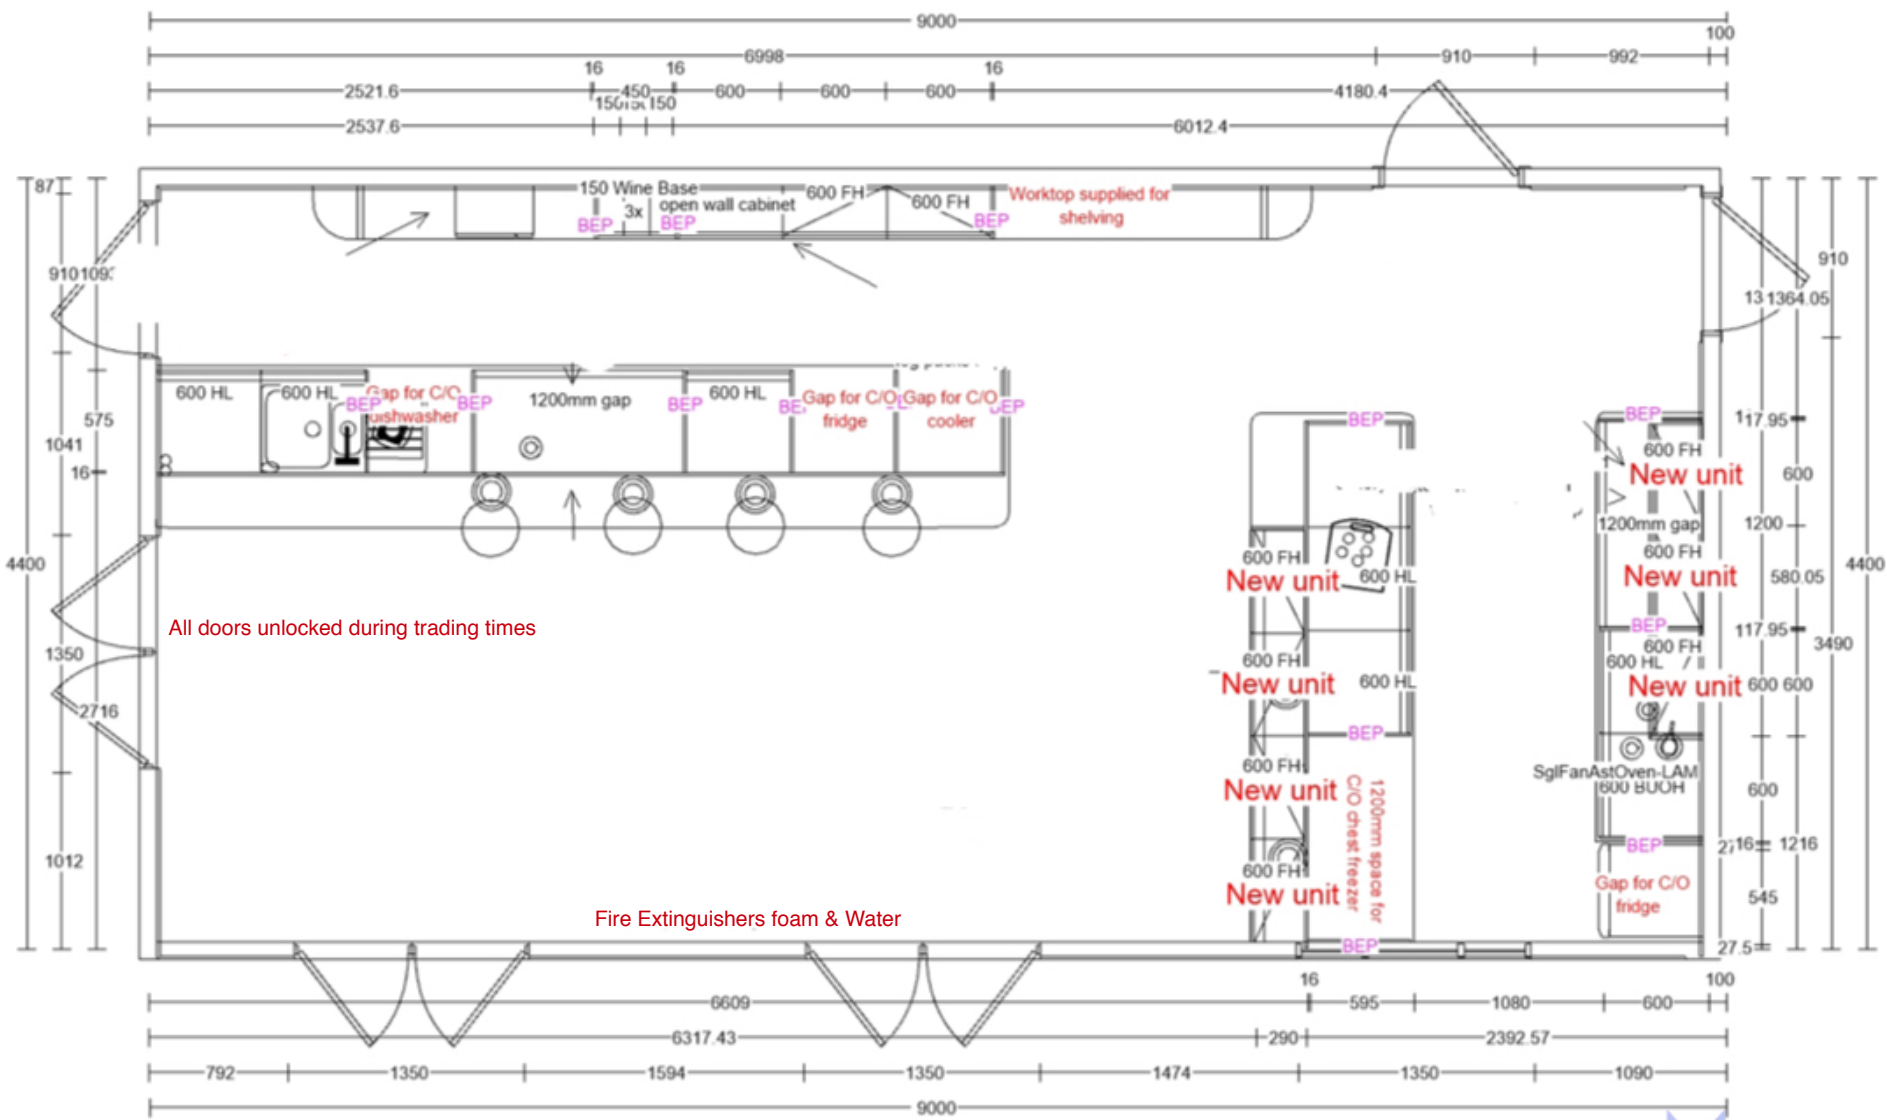 9000
100
6998
910
992
16
16
16
2521.6
450
600
600
600
4180.4
150
150
2537.6
6012.4
87
150 Wine Base
3x
open wall cabinet
600 FH
600 FH
Worktop supplied for
shelving
BEP
BEP
BEP
910
910
1364.05
600 HL
600 HL
Gap for C/O
dishwasher
BEP
BEP
1200mm gap
BEP
600 HL
Gap for C/O
fridge
Gap for C/O
cooler
BEP
575
1041
16
BEP
BEP
117.95
600 FH
New unit
600
1200mm gap
1200
600 FH
New unit
580.05
4400
4400
600 FH
New unit
600 HL
All doors unlocked during trading times
BEP
117.95
3490
1350
600 FH
New unit
600 HL
600 FH
600 HL
New unit
600
600
2716
BEP
600 FH
New unit
SglFanAstOven-LAM
600 BUOH
600
1200mm space for
C/O chest freezer
BEP
16
1216
1012
600 FH
New unit
Gap for C/O
fridge
545
Fire Extinguishers foam & Water
BEP
27.5
16
100
6609
595
1080
600
6317.43
290
2392.57
792
1350
1594
1350
1474
1350
1090
9000